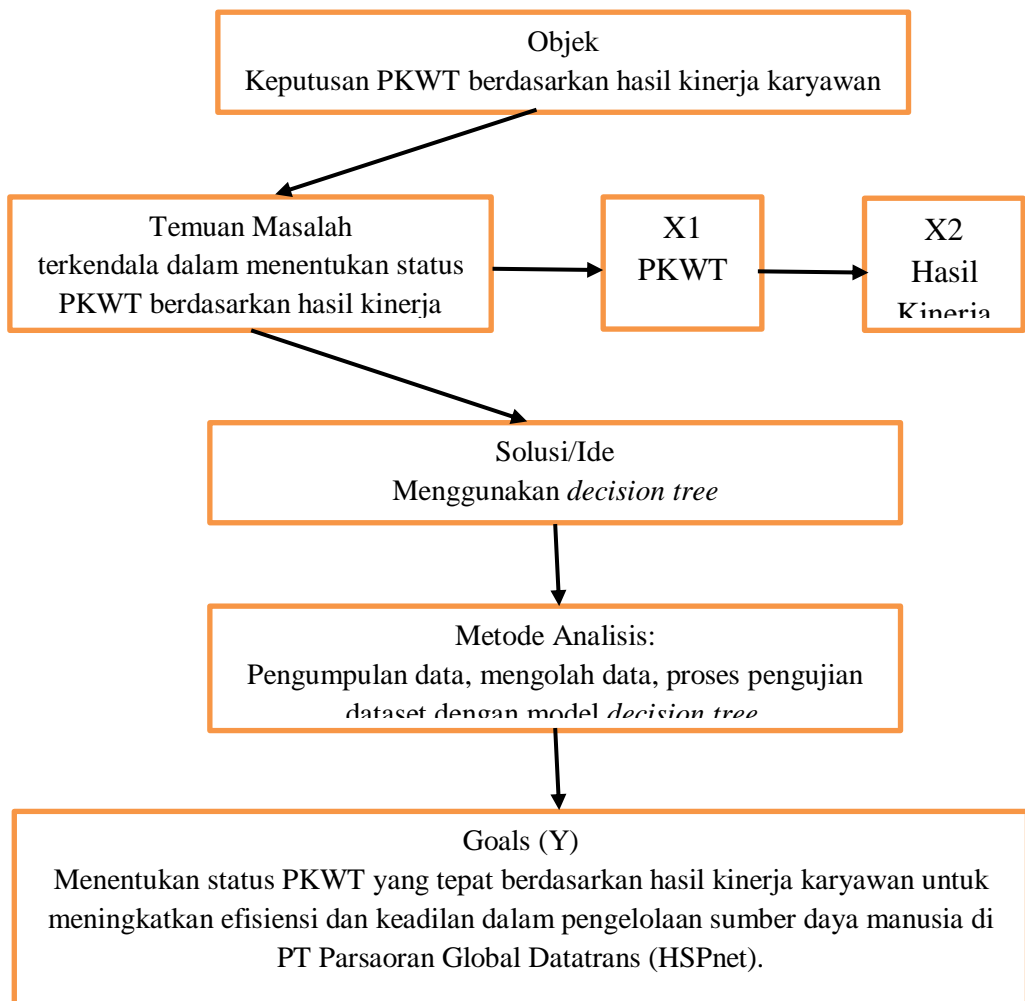 Objek
Keputusan PKWT berdasarkan hasil kinerja karyawan
Temuan Masalah
terkendala dalam menentukan status
PKWT berdasarkan hasil kinerja
X1
PKWT
X2
Hasil
Kinerja
Solusi/Ide
Menggunakan decision tree
Metode Analisis:
Pengumpulan data, mengolah data, proses pengujian
dataset dengan model decision tree
Goals (Y)
Menentukan status PKWT yang tepat berdasarkan hasil kinerja karyawan untuk
meningkatkan efisiensi dan keadilan dalam pengelolaan sumber daya manusia di
PT Parsaoran Global Datatrans (HSPnet).